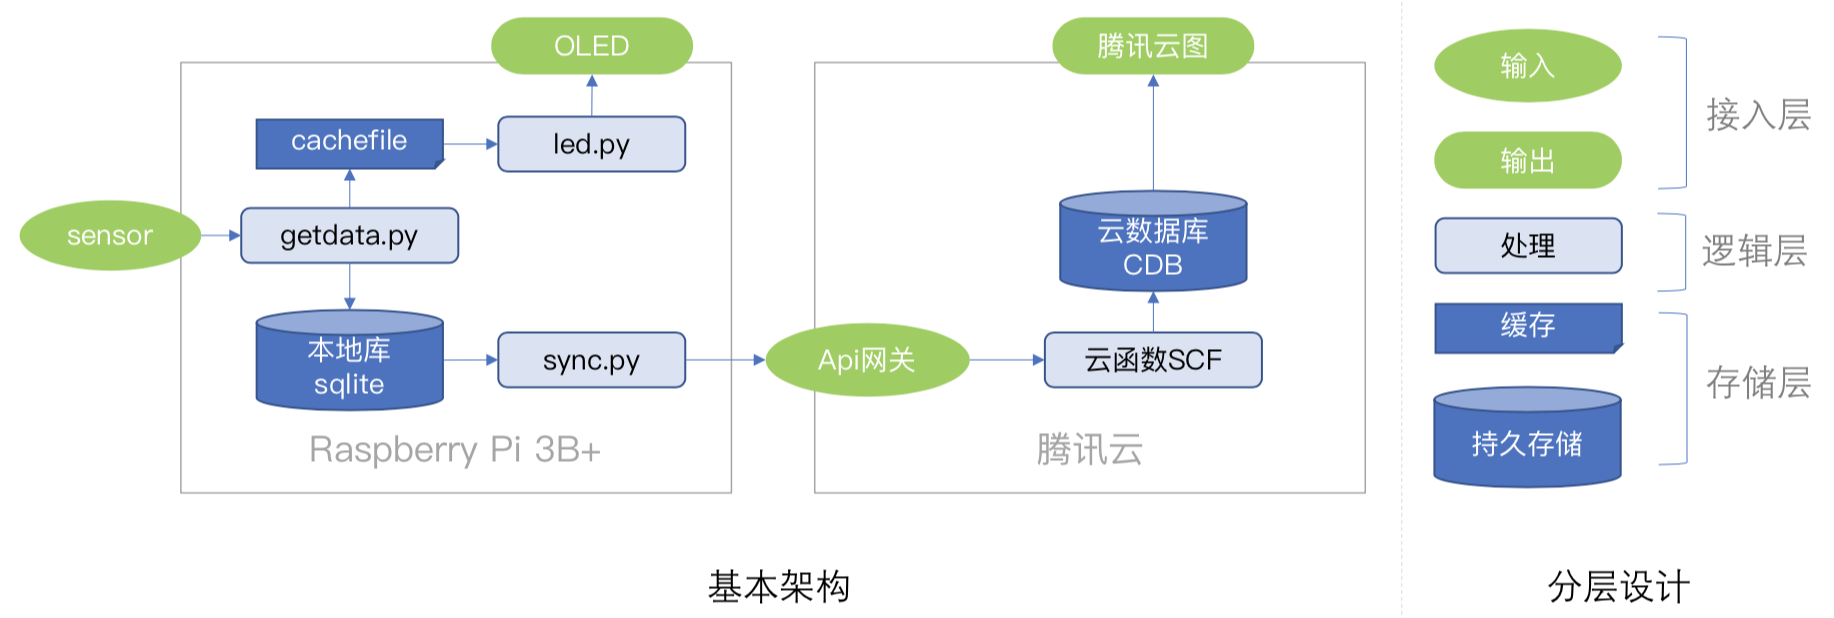 OLED
cachefile
led.py
sensor
getdata.py
本地库
sqlite
sync.py
Raspberry Pi 3B+
腾讯云图
云数据库
CDB
Api网关
云函数SCF
腾讯云
基本架构
输入
输出
接入层
处理
逻辑层
缓存
持久存储
存储层
分层设计